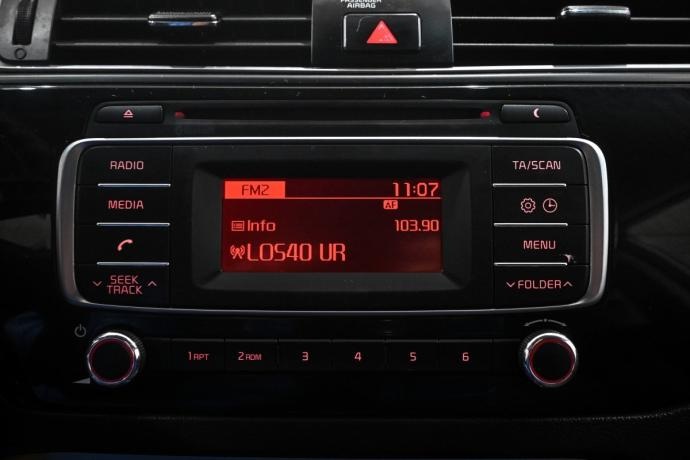 PASSENGER
AIRBAG
RADIO
TA/SCAN
FM2 11:07
AF
MEDIA
Info 103.90
LOS40 UR
MENU
SEEK
TRACK
FOLDER
1 RPT 2 RDM 3 4 5 6